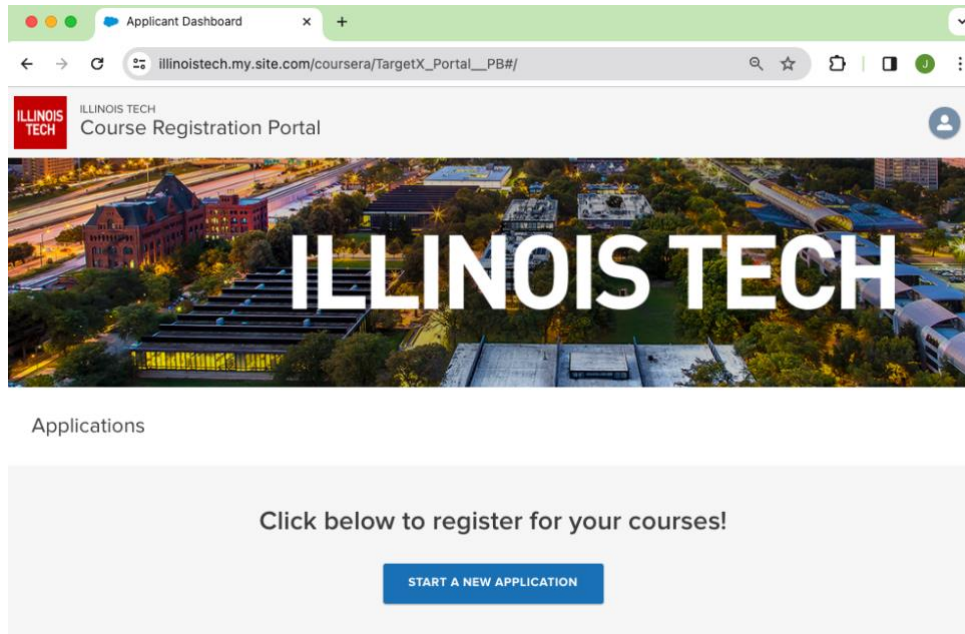 Applicant Dashboard
illinoistech.my.site.com/coursera/TargetX_Portal__PB#/
J
ILLINOIS
TECH
ILLINOIS TECH
Course Registration Portal
ILLINOIS TECH
Applications
Click below to register for your courses!
START A NEW APPLICATION